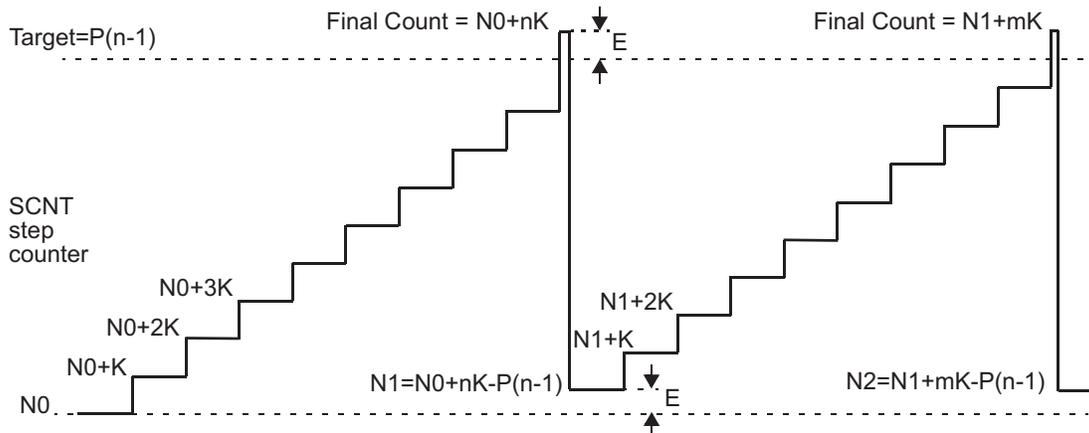 Final Count = N0+nK
Final Count = N1+mK
Target=P(n-1)
E
SCNT
step
counter
N0+3K
N0+2K
N0+K
N0
N1+2K
N1+K
N1=N0+nK-P(n-1)
E
N2=N1+mK-P(n-1)